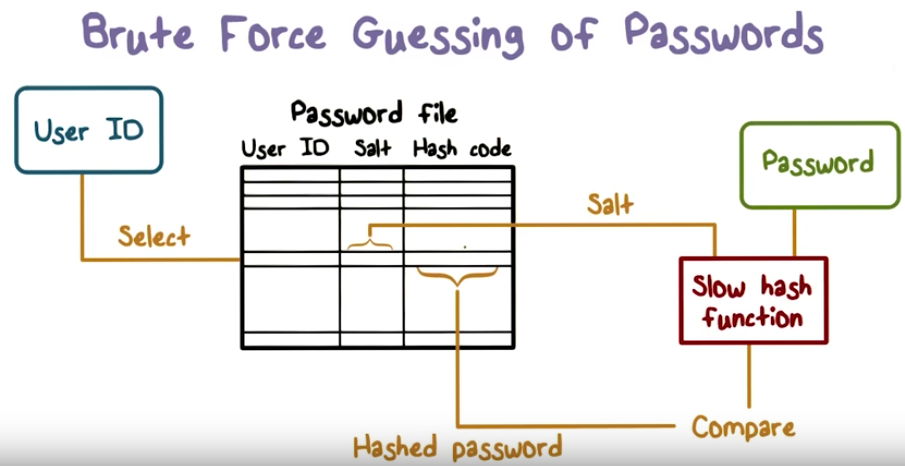 Brute Force Guessing of Passwords
User ID
Password file
User ID Salt Hash code
Password
Salt
Select
Slow hash
function
Compare
Hashed password